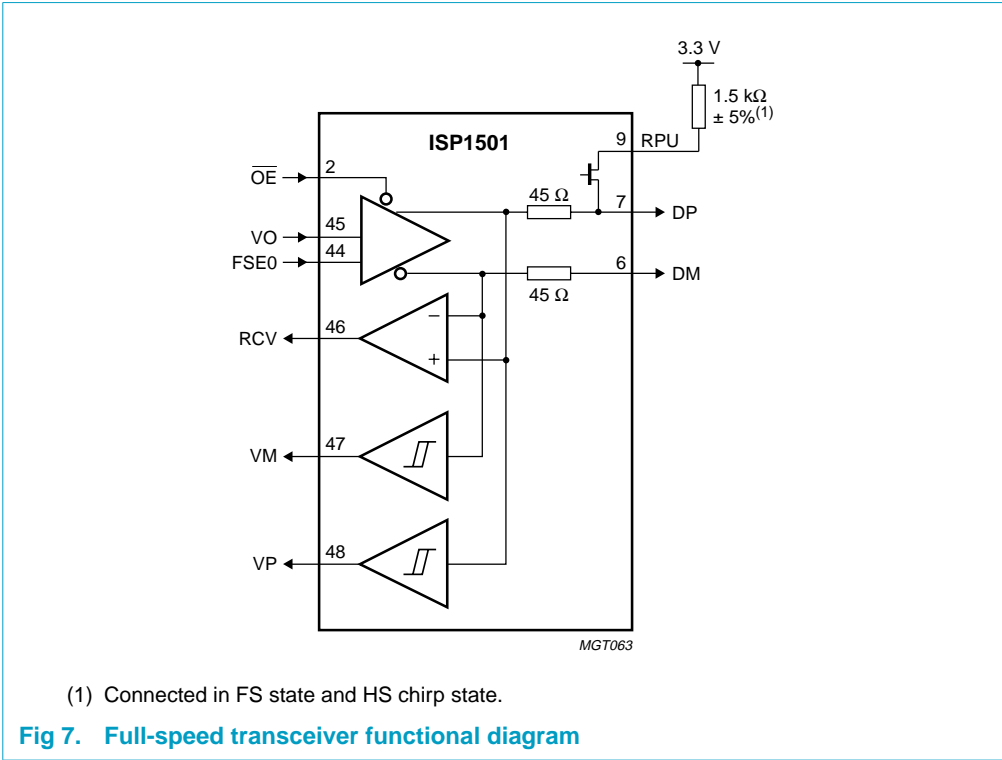 3.3 V
1.5 kΩ
± 5%(1)
ISP1501
9 RPU
OE
2
45 Ω
7 DP
VO
45
44
FSE0
6 DM
45 Ω
RCV
46
−
+
VM
47
VP
48
MGT063
(1) Connected in FS state and HS chirp state.
Fig 7. Full-speed transceiver functional diagram